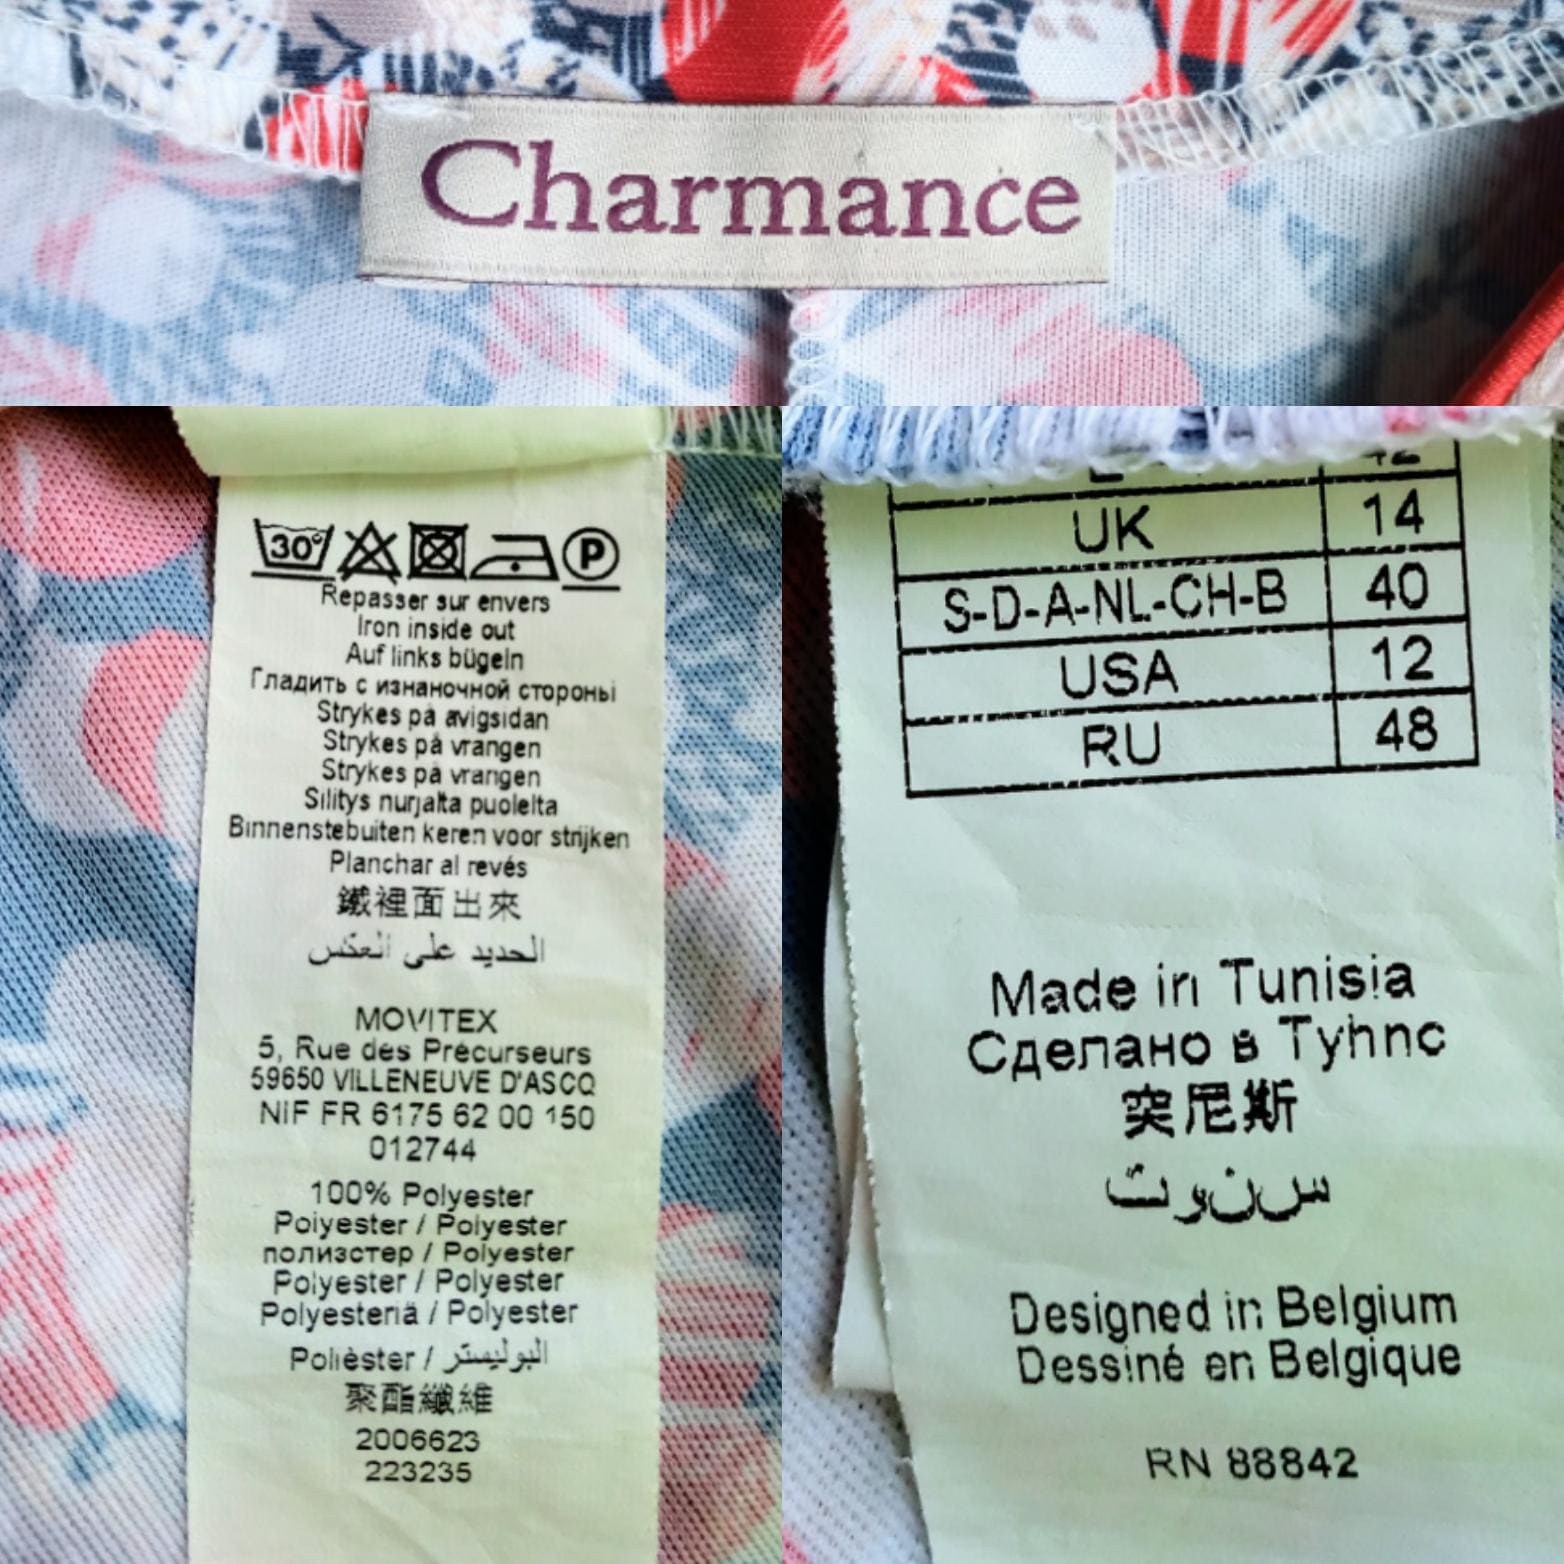 Charmance
30°
P
Repasser sur envers
Iron inside out
Auf links bügeln
Гладить с изнаночной стороны
Strykes på avigsidan
Strykes på vrangen
Strykes på vrangen
Silitys nurjalta puolelta
Binnenstebuiten keren voor strijken
Planchar al revés
鐵裡面出來
الحديد على العكس
MOVITEX
5, Rue des Précurseurs
59650 VILLENEUVE D'ASCQ
NIF FR 6175 62 00 150
012744
100% Polyester
Polyester / Polyester
полиэстер / Polyester
Polyester / Polyester
Polyesteriä / Polyester
Polièster / البوليستر
聚酯纖維
2006623
223235
42
UK 14
S-D-A-NL-CH-B 40
USA 12
RU 48
Made in Tunisia
Сделано в Тунис
突尼斯
س ن و ت
Designed in Belgium
Dessiné en Belgique
RN 88842